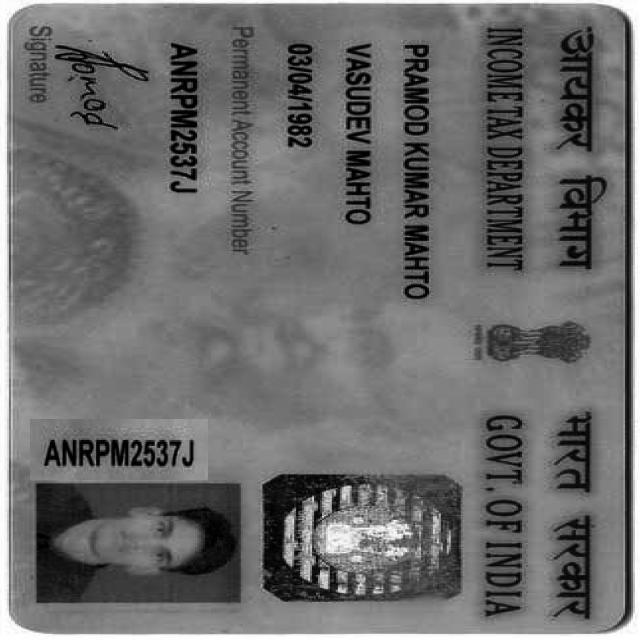 आयकर विभाग
INCOME TAX DEPARTMENT
भारत सरकार
GOVT. OF INDIA
PRAMOD KUMAR MAHTO
VASUDEV MAHTO
03/04/1982
Permanent Account Number
ANRPM2537J
Pramod
Signature
ANRPM2537J